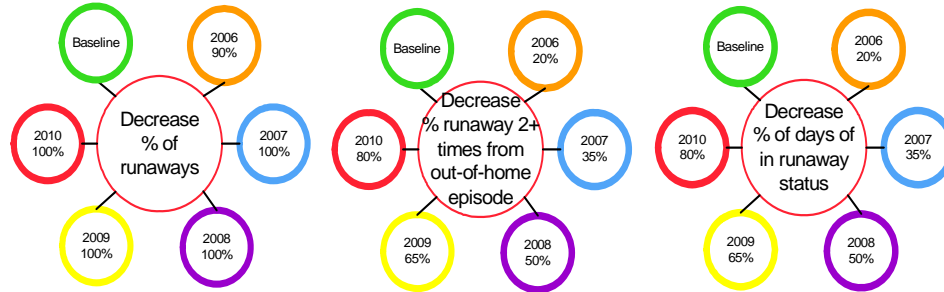 Baseline
2006
90%
2007
100%
2008
100%
2009
100%
2010
100%
Decrease
% of
runaways
Baseline
2006
20%
2007
35%
2008
50%
2009
65%
2010
80%
Decrease
% runaway 2+
times from
out-of-home
episode
Baseline
2006
20%
2007
35%
2008
50%
2009
65%
2010
80%
Decrease
% of days of
in runaway
status